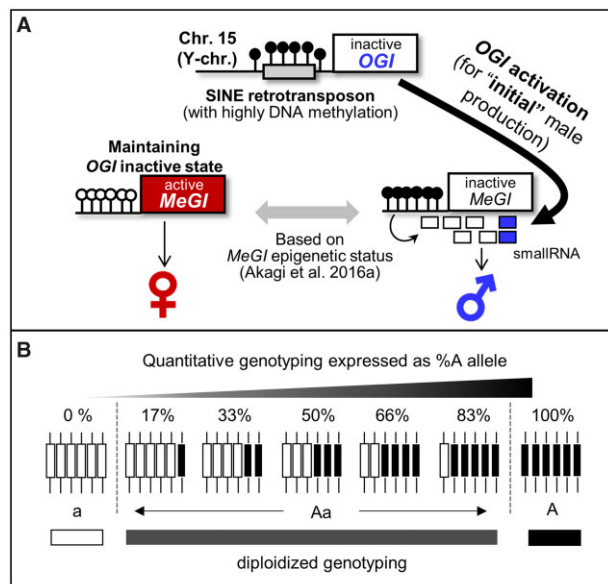 A
Chr. 15
(Y-chr.)
inactive
OGI
SINE retrotransposon
(with highly DNA methylation)
OGI activation
(for "initial" male
production)
Maintaining
OGI inactive state
active
MeGI
inactive
MeGI
Based on
MeGI epigenetic status
(Akagi et al. 2016a)
smallRNA
♀
♂
B
Quantitative genotyping expressed as %A allele
0 % 17% 33% 50% 66% 83% 100%
a Aa A
diploidized genotyping